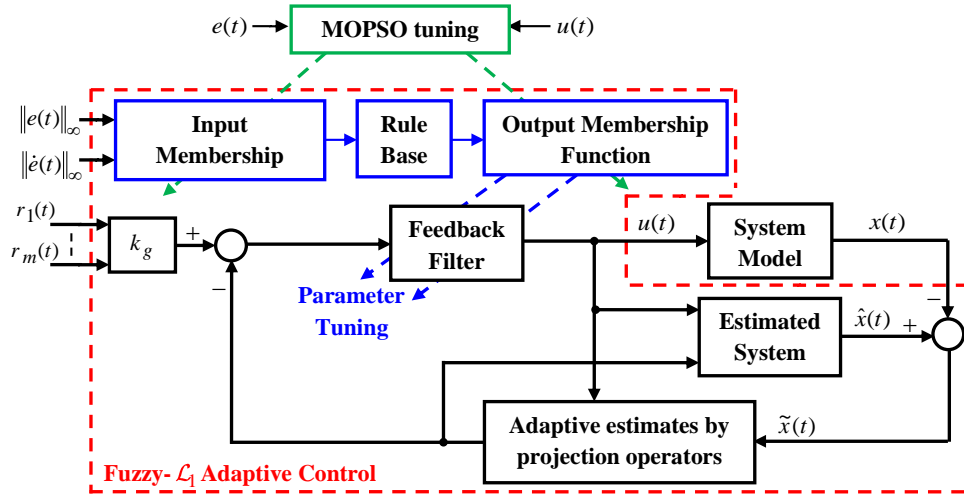 e(t)
MOPSO tuning
u(t)
‖e(t)‖∞
‖ė(t)‖∞
Input
Membership
Rule
Base
Output Membership
Function
r1(t)
rm(t)
kg
+
−
Feedback
Filter
u(t)
System
Model
x(t)
Parameter
Tuning
Estimated
System
x̂(t)
+
−
Adaptive estimates by
projection operators
x̃(t)
Fuzzy- ℒ1 Adaptive Control